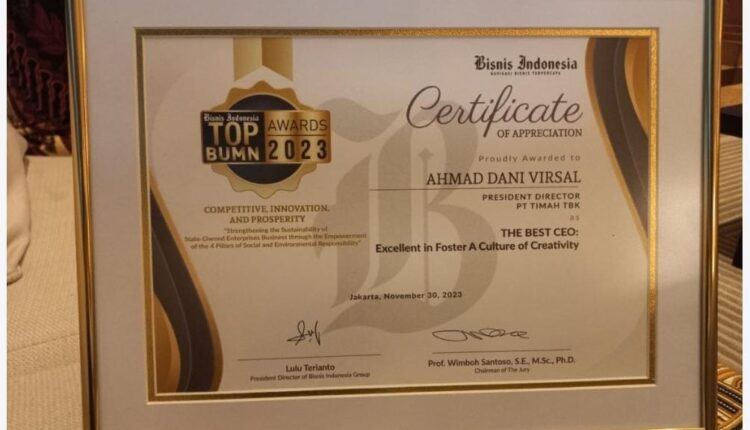 Bisnis Indonesia
TOP
BUMN
AWARDS
2023
COMPETITIVE, INNOVATION,
AND PROSPERITY
"Strengthening the Sustainability of
State-Owned Enterprises Business through the Empowerment
of the 4 Pillars of Social and Environmental Responsibility"
Bisnis Indonesia
NAVIGASI BISNIS TERPERCAYA
Certificate
OF APPRECIATION
Proudly Awarded to
AHMAD DANI VIRSAL
PRESIDENT DIRECTOR
PT TIMAH TBK
as
THE BEST CEO:
Excellent in Foster A Culture of Creativity
Jakarta, November 30, 2023
Lulu Terianto
President Director of Bisnis Indonesia Group
Prof. Wimboh Santoso, S.E., M.Sc., Ph.D.
Chairman of The Jury